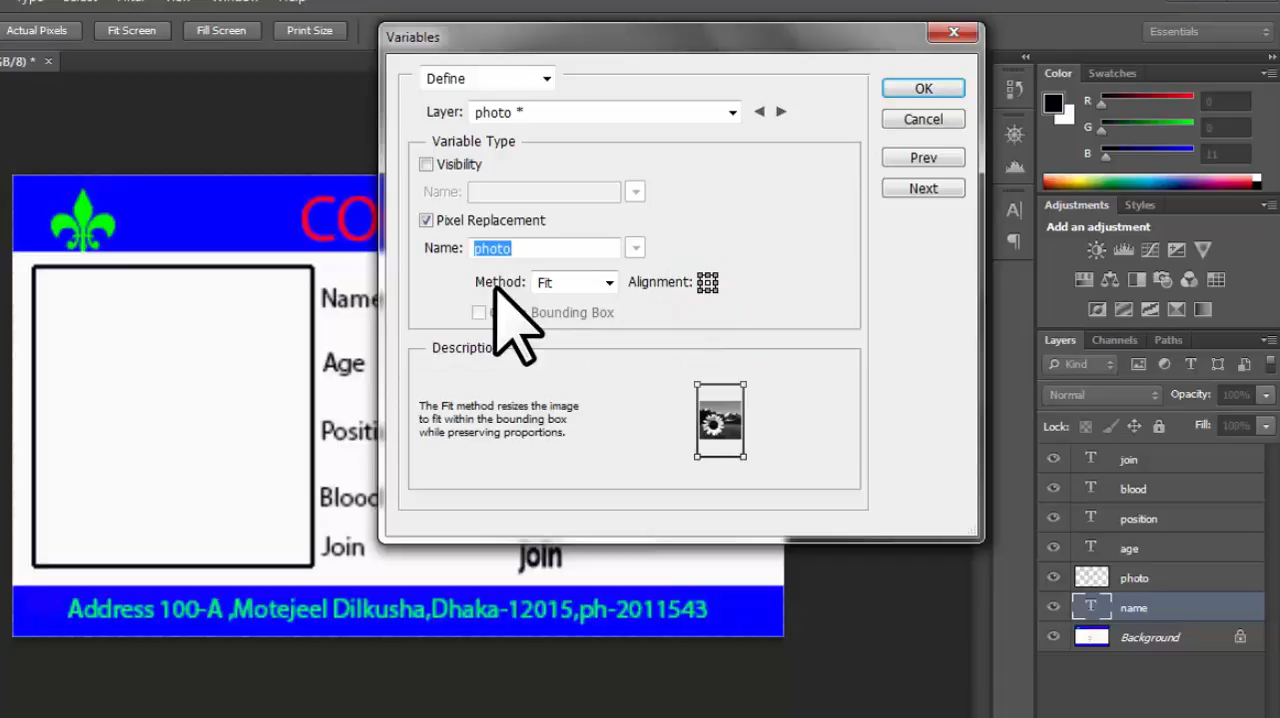 Actual Pixels
Fit Screen
Fill Screen
Print Size
Essentials
Variables
Define
OK
Cancel
Prev
Next
Layer: photo *
Variable Type
Visibility
Name:
Pixel Replacement
Name: photo
Method: Fit
Alignment:
Bounding Box
Description
The Fit method resizes the image
to fit within the bounding box
while preserving proportions.
GB/8) *
CO
Name
Age
Positi
Blood
Join
join
Address 100-A ,Motejeel Dilkusha,Dhaka-12015,ph-2011543
Color
Swatches
R 0
G 0
B 11
Adjustments
Styles
Add an adjustment
Layers
Channels
Paths
Kind
Normal
Opacity: 100%
Lock:
Fill: 100%
join
blood
position
age
photo
name
Background